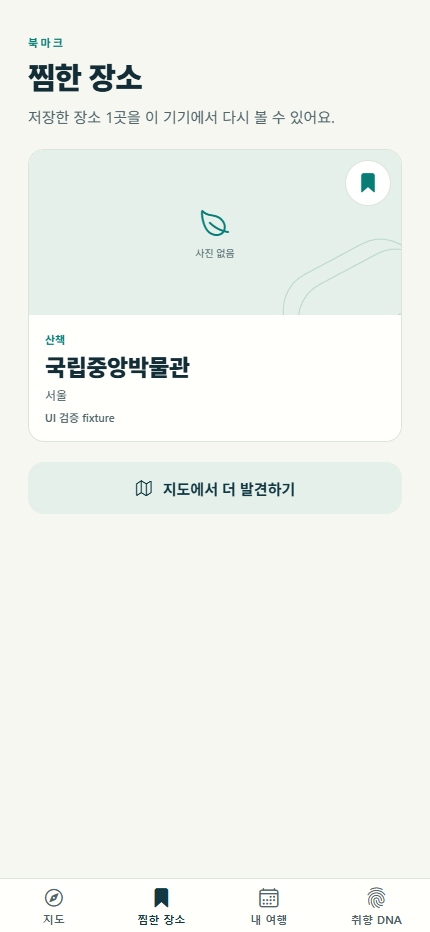 북마크
찜한 장소
저장한 장소 1곳을 이 기기에서 다시 볼 수 있어요.
사진 없음
산책
국립중앙박물관
서울
UI 검증 fixture
지도에서 더 발견하기
지도
찜한 장소
내 여행
취향 DNA